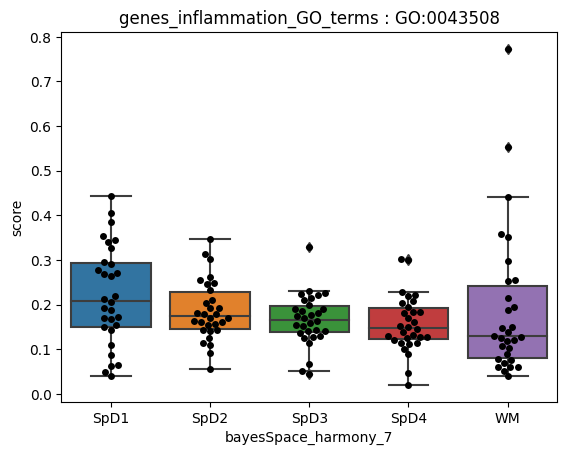 genes_inflammation_GO_terms : GO:0043508
score
0.8
0.7
0.6
0.5
0.4
0.3
0.2
0.1
0.0
SpD1 SpD2 SpD3 SpD4 WM
bayesSpace_harmony_7